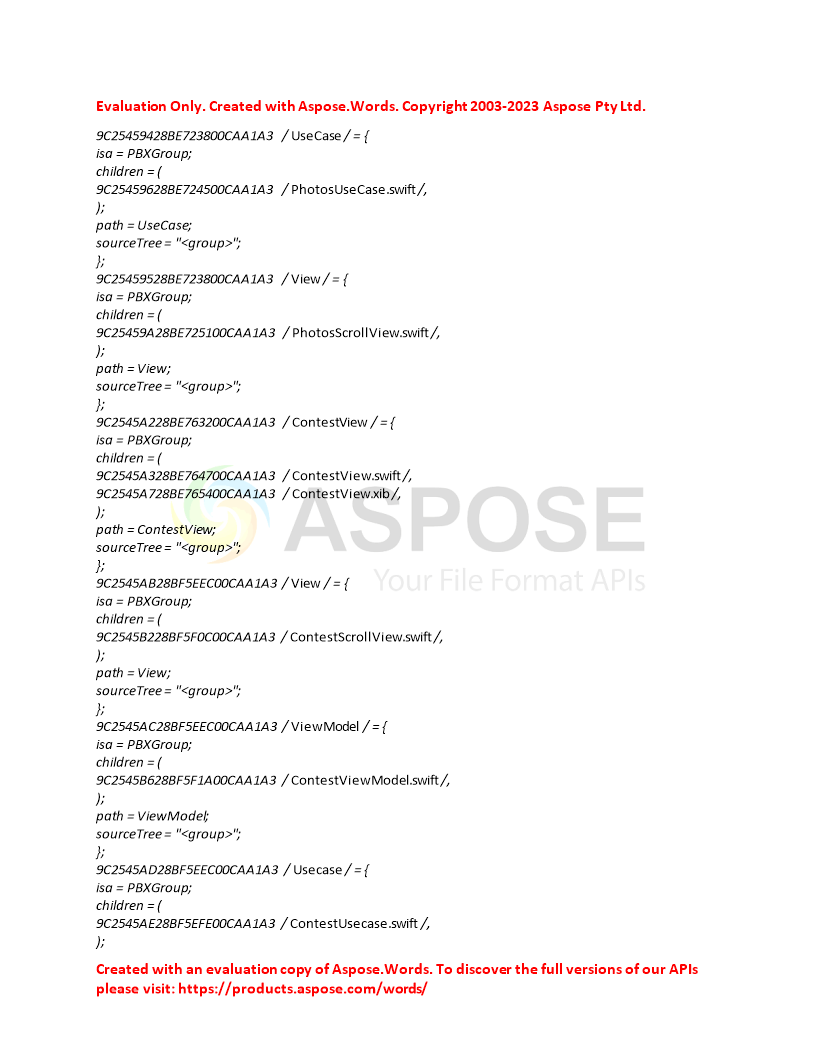 Evaluation Only. Created with Aspose.Words. Copyright 2003-2023 Aspose Pty Ltd.
9C25459428BE723800CAA1A3 / UseCase / = {
isa = PBXGroup;
children = (
9C25459628BE724500CAA1A3 / PhotosUseCase.swift /,
);
path = UseCase;
sourceTree = "<group>";
};
9C25459528BE723800CAA1A3 / View / = {
isa = PBXGroup;
children = (
9C25459A28BE725100CAA1A3 / PhotosScrollView.swift /,
);
path = View;
sourceTree = "<group>";
};
9C2545A228BE763200CAA1A3 / ContestView / = {
isa = PBXGroup;
children = (
9C2545A328BE764700CAA1A3 / ContestView.swift /,
9C2545A728BE765400CAA1A3 / ContestView.xib /,
);
path = ContestView;
sourceTree = "<group>";
};
ASPOSE
Your File Format APIs
9C2545AB28BF5EEC00CAA1A3 / View / = {
isa = PBXGroup;
children = (
9C2545B228BF5F0C00CAA1A3 / ContestScrollView.swift /,
);
path = View;
sourceTree = "<group>";
};
9C2545AC28BF5EEC00CAA1A3 / ViewModel / = {
isa = PBXGroup;
children = (
9C2545B628BF5F1A00CAA1A3 / ContestViewModel.swift /,
);
path = ViewModel;
sourceTree = "<group>";
};
9C2545AD28BF5EEC00CAA1A3 / Usecase / = {
isa = PBXGroup;
children = (
9C2545AE28BF5EFE00CAA1A3 / ContestUsecase.swift /,
);
Created with an evaluation copy of Aspose.Words. To discover the full versions of our APIs
please visit: https://products.aspose.com/words/